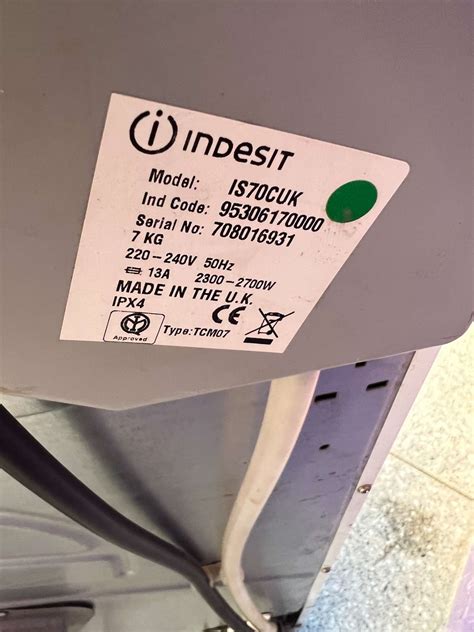 INDESIT
Model: IS70CUK
Ind Code: 95306170000
Serial No: 708016931
7 KG
220-240V 50Hz
13A 2300-2700W
MADE IN THE U.K.
IPX4
CE
Approved
Type:TCM07